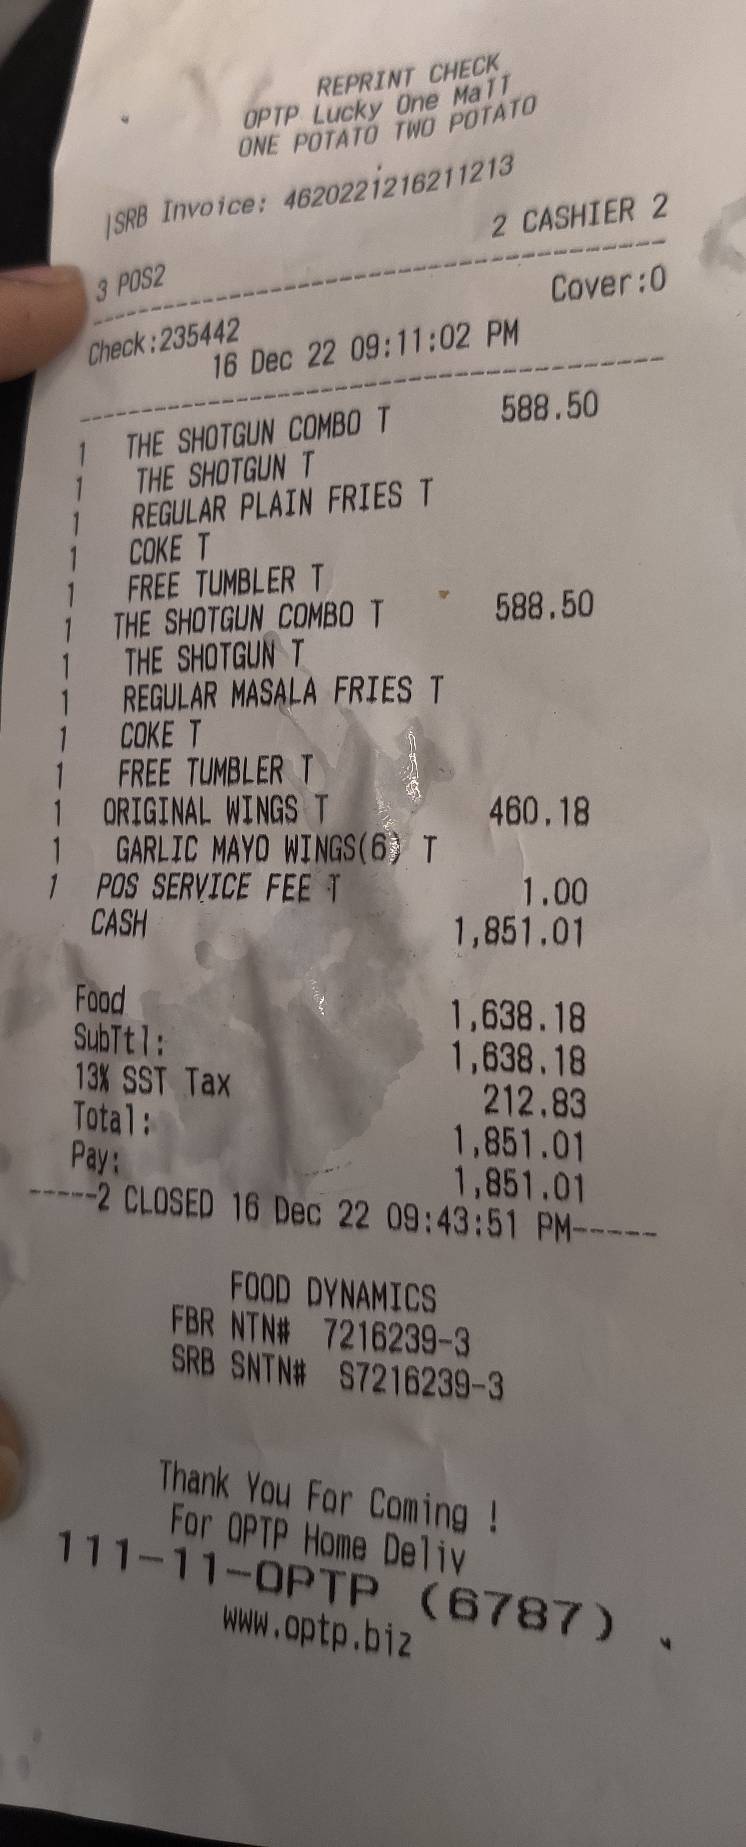 REPRINT CHECK
OPTP Lucky One Mall
ONE POTATO TWO POTATO
|SRB Invoice: 4620221216211213
2 CASHIER 2
3 POS2
Cover:0
Check:235442
16 Dec 22 09:11:02 PM
1 THE SHOTGUN COMBO T 588.50
1 THE SHOTGUN T
1 REGULAR PLAIN FRIES T
1 COKE T
1 FREE TUMBLER T
1 THE SHOTGUN COMBO T 588.50
1 THE SHOTGUN T
1 REGULAR MASALA FRIES T
1 COKE T
1 FREE TUMBLER T
1 ORIGINAL WINGS T 460.18
1 GARLIC MAYO WINGS(6) T
1 POS SERVICE FEE T 1.00
CASH 1,851.01
Food 1,638.18
SubTtl: 1,638.18
13% SST Tax 212.83
Total: 1,851.01
Pay: 1,851.01
-----2 CLOSED 16 Dec 22 09:43:51 PM-----
FOOD DYNAMICS
FBR NTN# 7216239-3
SRB SNTN# S7216239-3
Thank You For Coming !
For OPTP Home Deliv
111-11-OPTP (6787)
www.optp.biz